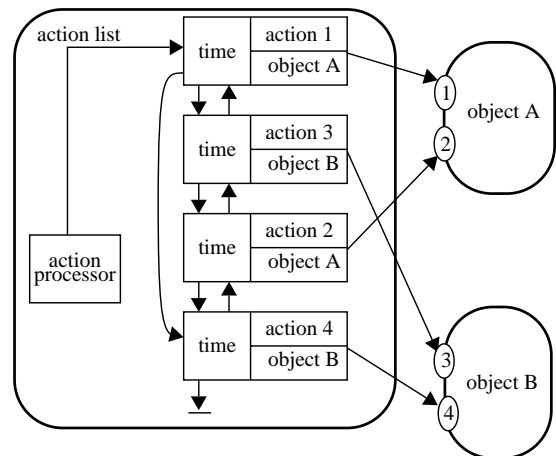 action list
time
action 1
object A
time
action 3
object B
time
action 2
object A
time
action 4
object B
action
processor
1
2
object A
3
4
object B